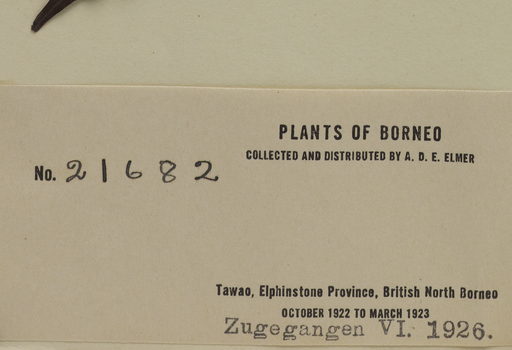 PLANTS OF BORNEO
COLLECTED AND DISTRIBUTED BY A. D. E. ELMER
No. 21682
Tawao, Elphinstone Province, British North Borneo
OCTOBER 1922 TO MARCH 1923
Zugegangen VI. 1926.